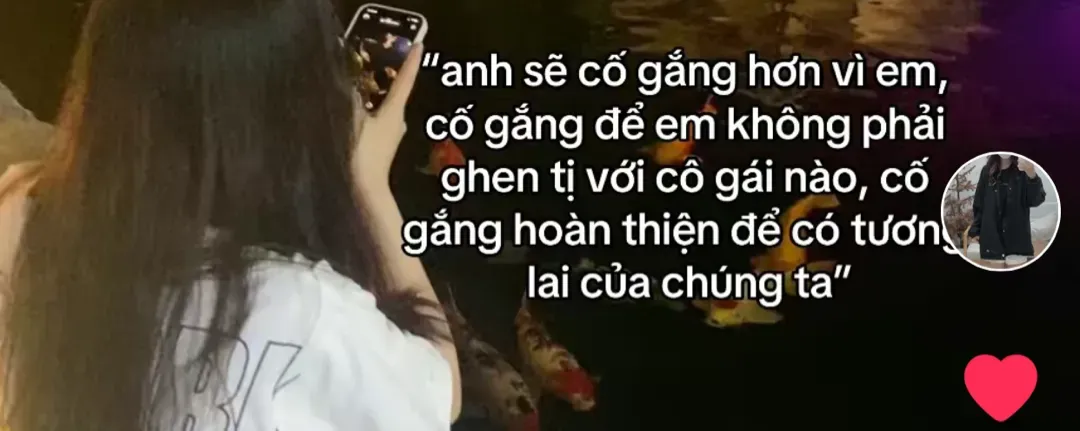 “anh sẽ cố gắng hơn vì em,
cố gắng để em không phải
ghen tị với cô gái nào, cố
gắng hoàn thiện để có tương
lai của chúng ta”